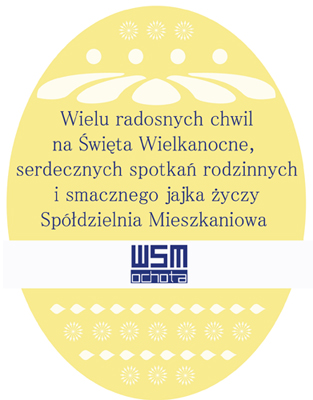 Wielu radosnych chwil
na Święta Wielkanocne,
serdecznych spotkań rodzinnych
i smacznego jajka życzy
Spółdzielnia Mieszkaniowa
WSM
ochota